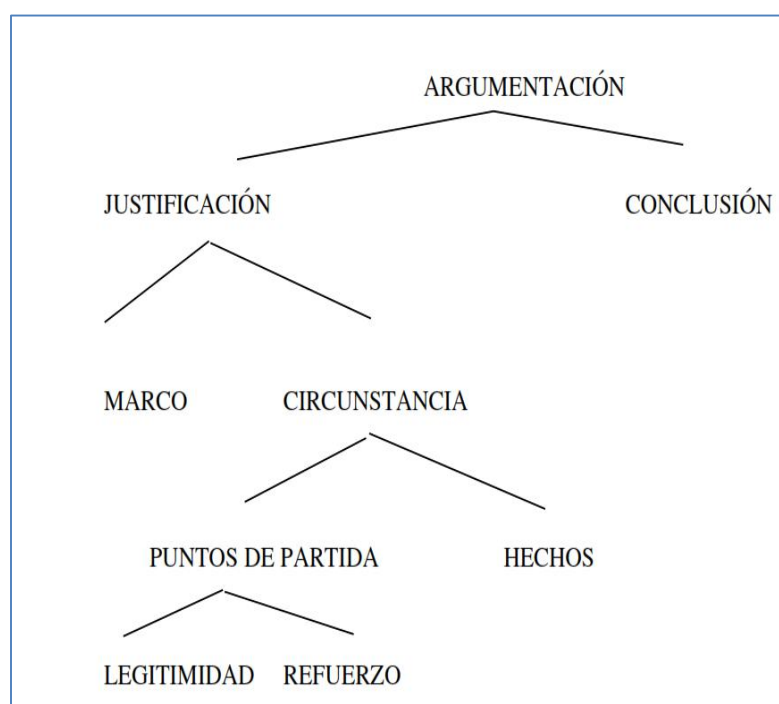 ARGUMENTACIÓN
JUSTIFICACIÓN CONCLUSIÓN
MARCO CIRCUNSTANCIA
PUNTOS DE PARTIDA HECHOS
LEGITIMIDAD REFUERZO